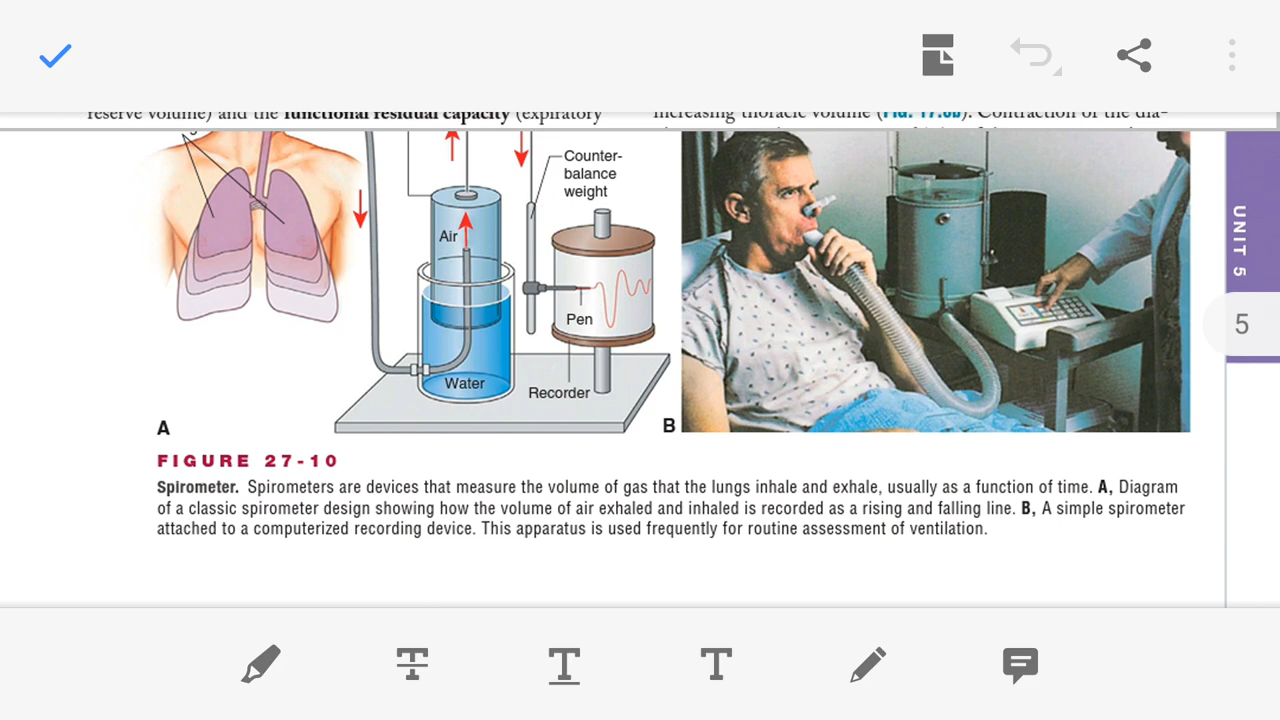 reserve volume) and the functional residual capacity (expiratory
increasing thoracic volume (FIG. 17.6b). Contraction of the dia-
Counter-
balance
weight
Air
Pen
Water
Recorder
A
B
UNIT 5
5
FIGURE 27-10
Spirometer. Spirometers are devices that measure the volume of gas that the lungs inhale and exhale, usually as a function of time. A, Diagram
of a classic spirometer design showing how the volume of air exhaled and inhaled is recorded as a rising and falling line. B, A simple spirometer
attached to a computerized recording device. This apparatus is used frequently for routine assessment of ventilation.